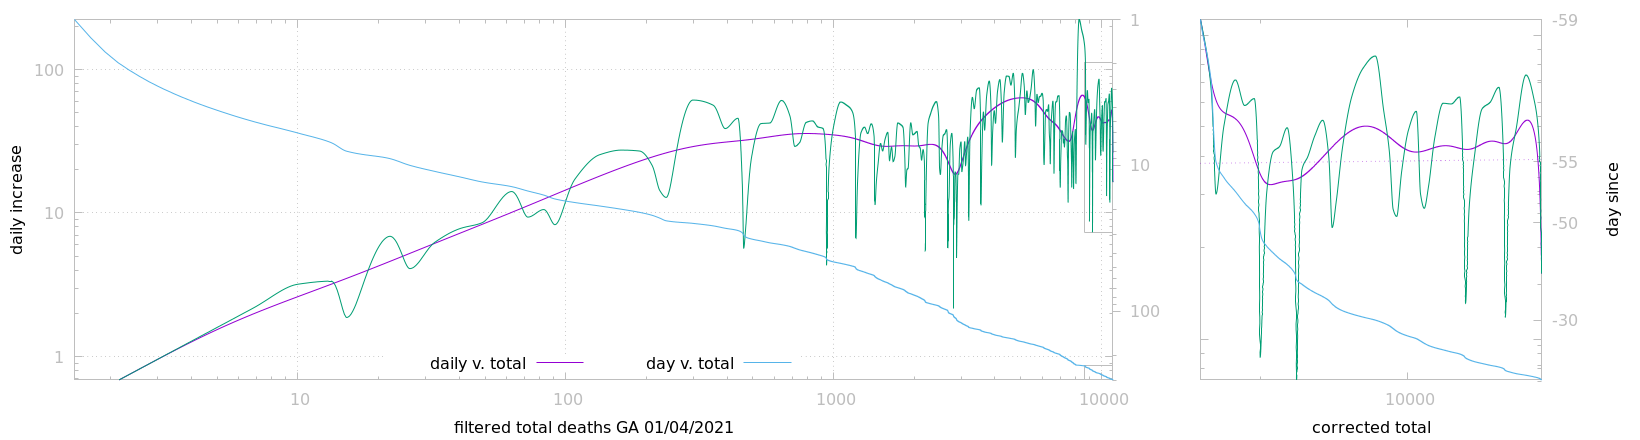 1
-59
100
daily increase
10
-55
10
-50
day since
100
-30
1
daily v. total
day v. total
10
100
1000
10000
10000
filtered total deaths GA 01/04/2021
corrected total